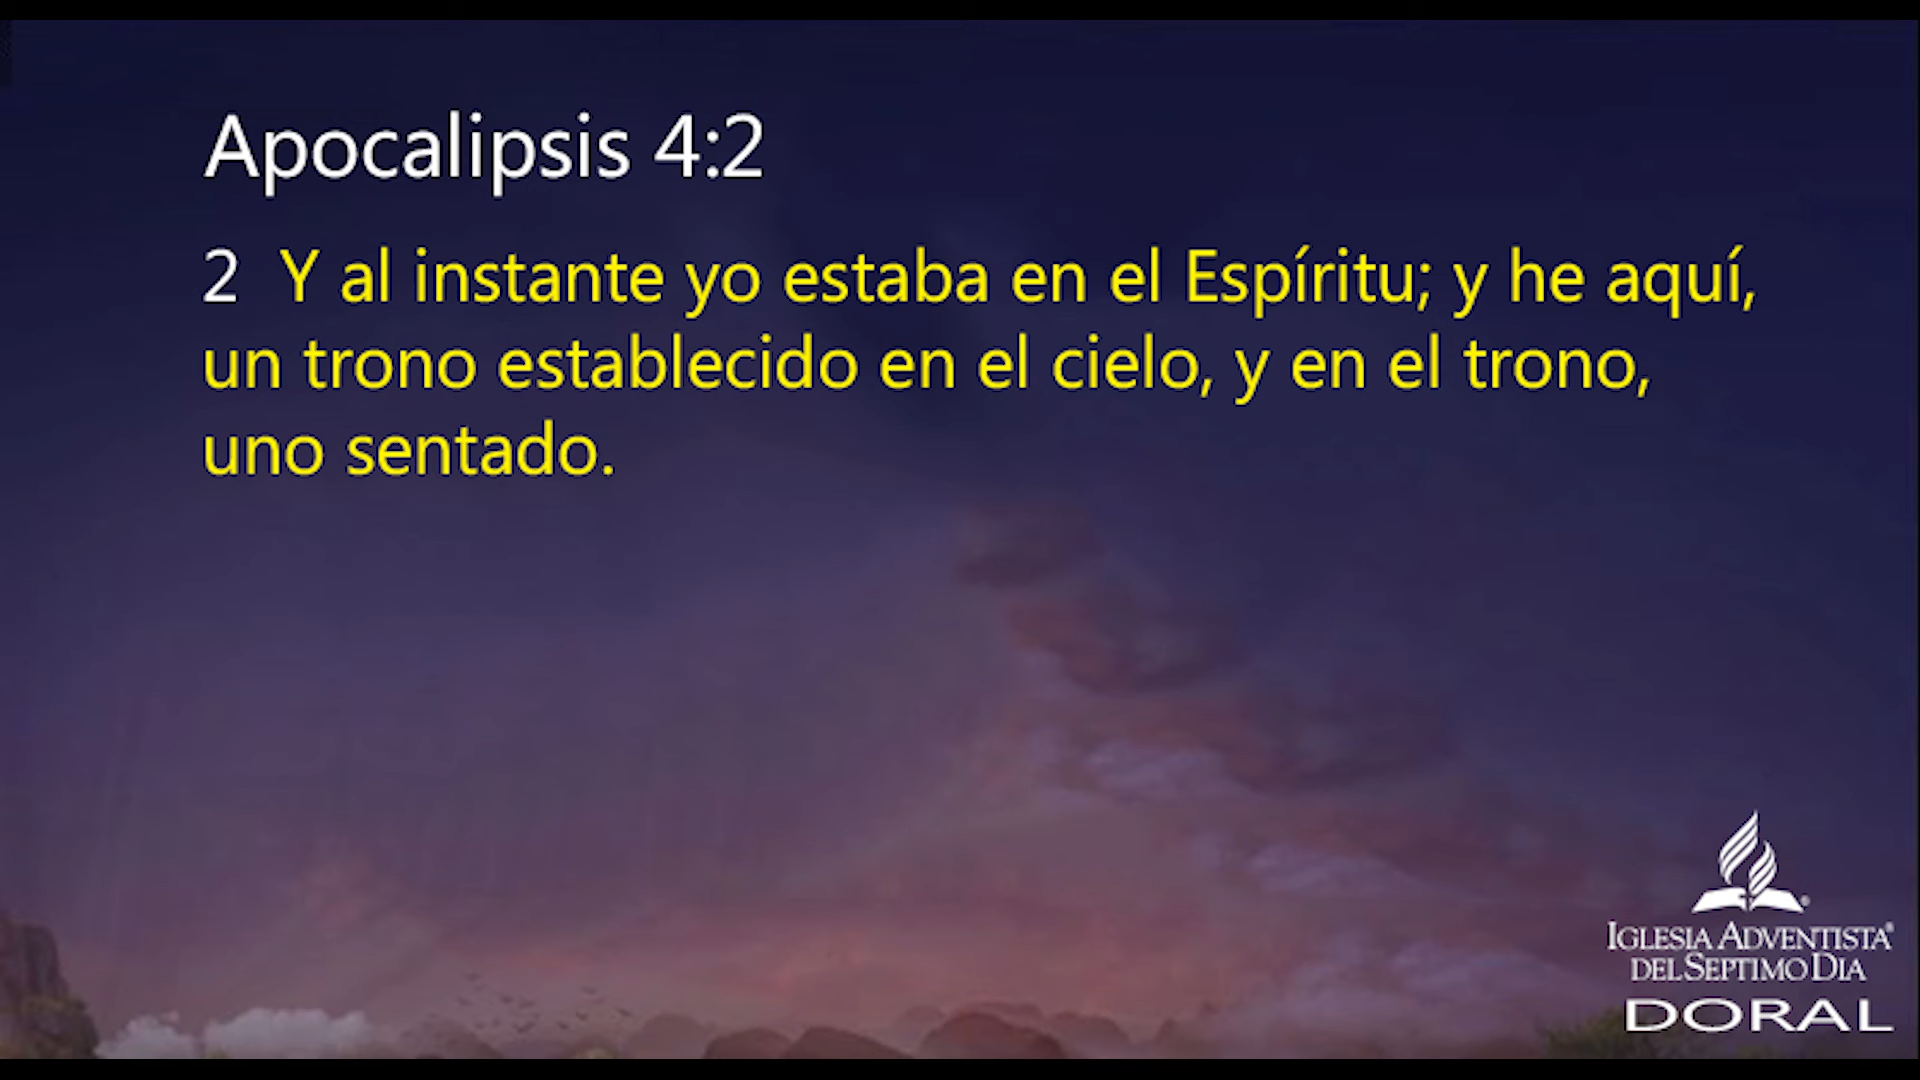 Apocalipsis 4:2
2 Y al instante yo estaba en el Espíritu; y he aquí,
un trono establecido en el cielo, y en el trono,
uno sentado.
IGLESIA ADVENTISTA®
DEL SEPTIMO DIA
DORAL